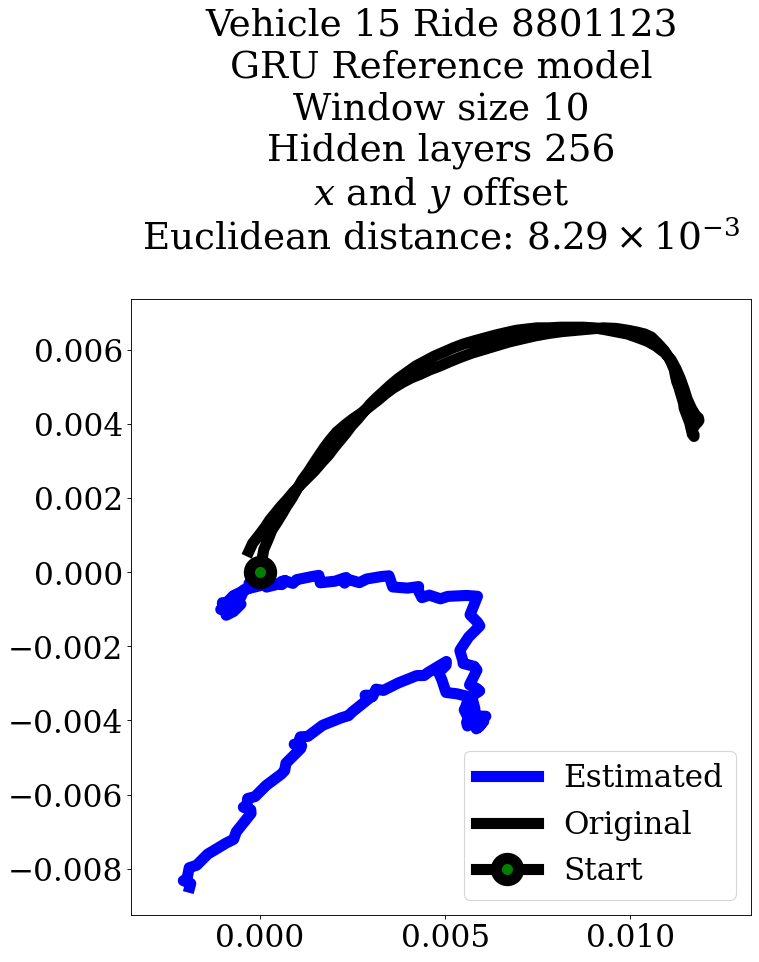 Vehicle 15 Ride 8801123
GRU Reference model
Window size 10
Hidden layers 256
x and y offset
Euclidean distance: 8.29 × 10⁻³
0.006
0.004
0.002
0.000
−0.002
−0.004
−0.006
−0.008
Estimated
Original
Start
0.000 0.005 0.010